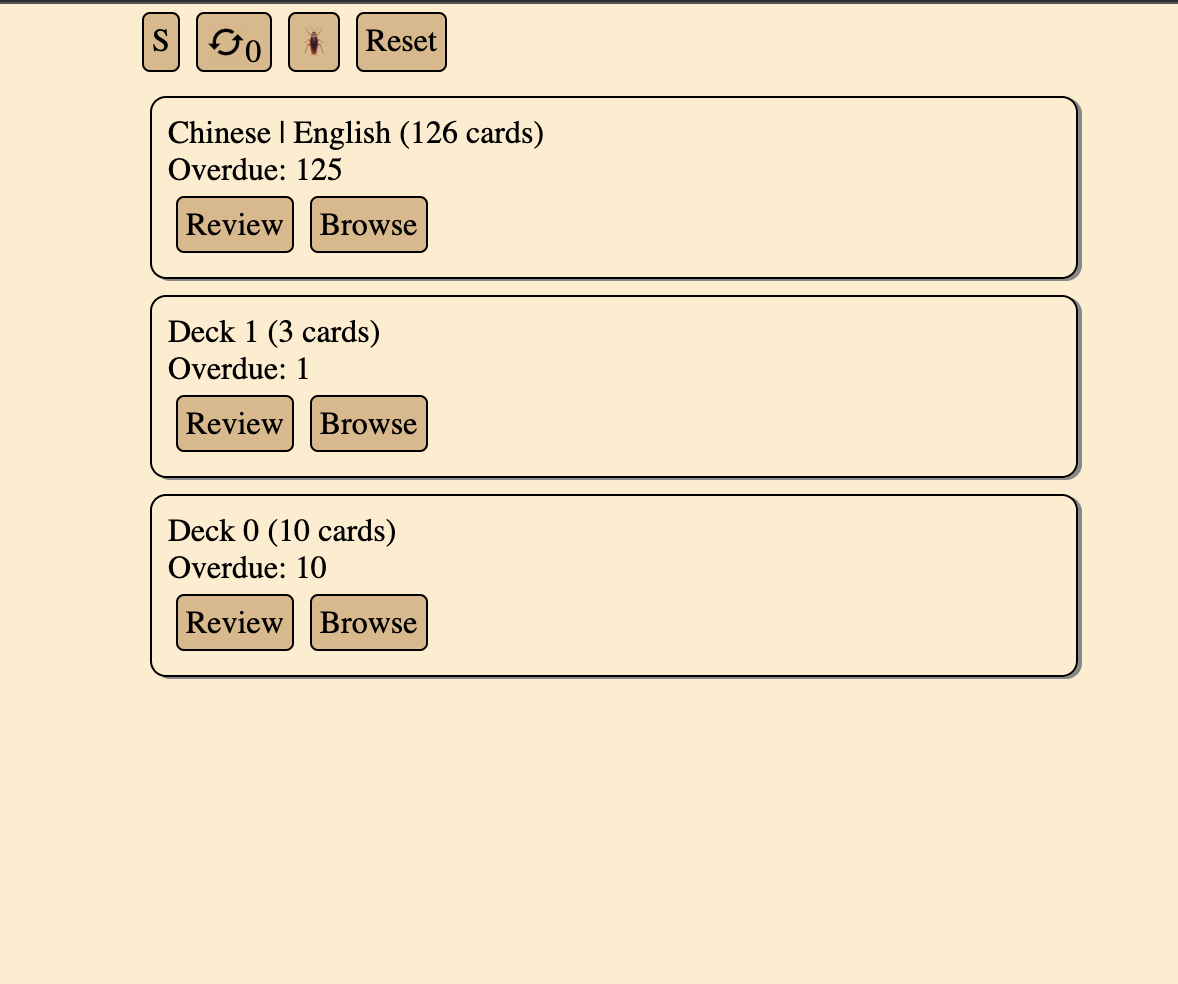 S 0 Reset
Chinese | English (126 cards)
Overdue: 125
Review Browse
Deck 1 (3 cards)
Overdue: 1
Review Browse
Deck 0 (10 cards)
Overdue: 10
Review Browse